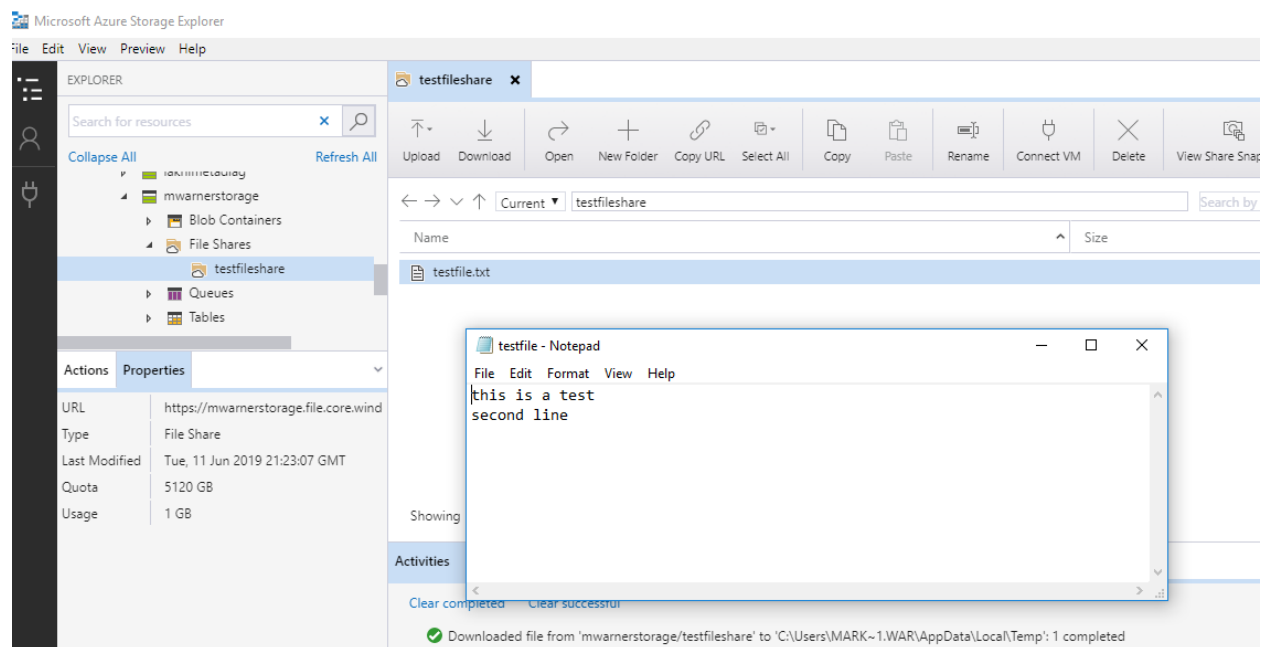 Microsoft Azure Storage Explorer
File Edit View Preview Help
EXPLORER
Search for resources
Collapse All Refresh All
mwarnerstorage
Blob Containers
File Shares
testfileshare
Queues
Tables
Actions Properties
URL https://mwarnerstorage.file.core.wind
Type File Share
Last Modified Tue, 11 Jun 2019 21:23:07 GMT
Quota 5120 GB
Usage 1 GB
testfileshare
Upload Download Open New Folder Copy URL Select All Copy Paste Rename Connect VM Delete View Share Snap
Current testfileshare Search by
Name Size
testfile.txt
testfile - Notepad
File Edit Format View Help
this is a test
second line
Showing
Activities
Clear completed Clear successful
Downloaded file from 'mwarnerstorage/testfileshare' to 'C:\Users\MARK~1.WAR\AppData\Local\Temp': 1 completed